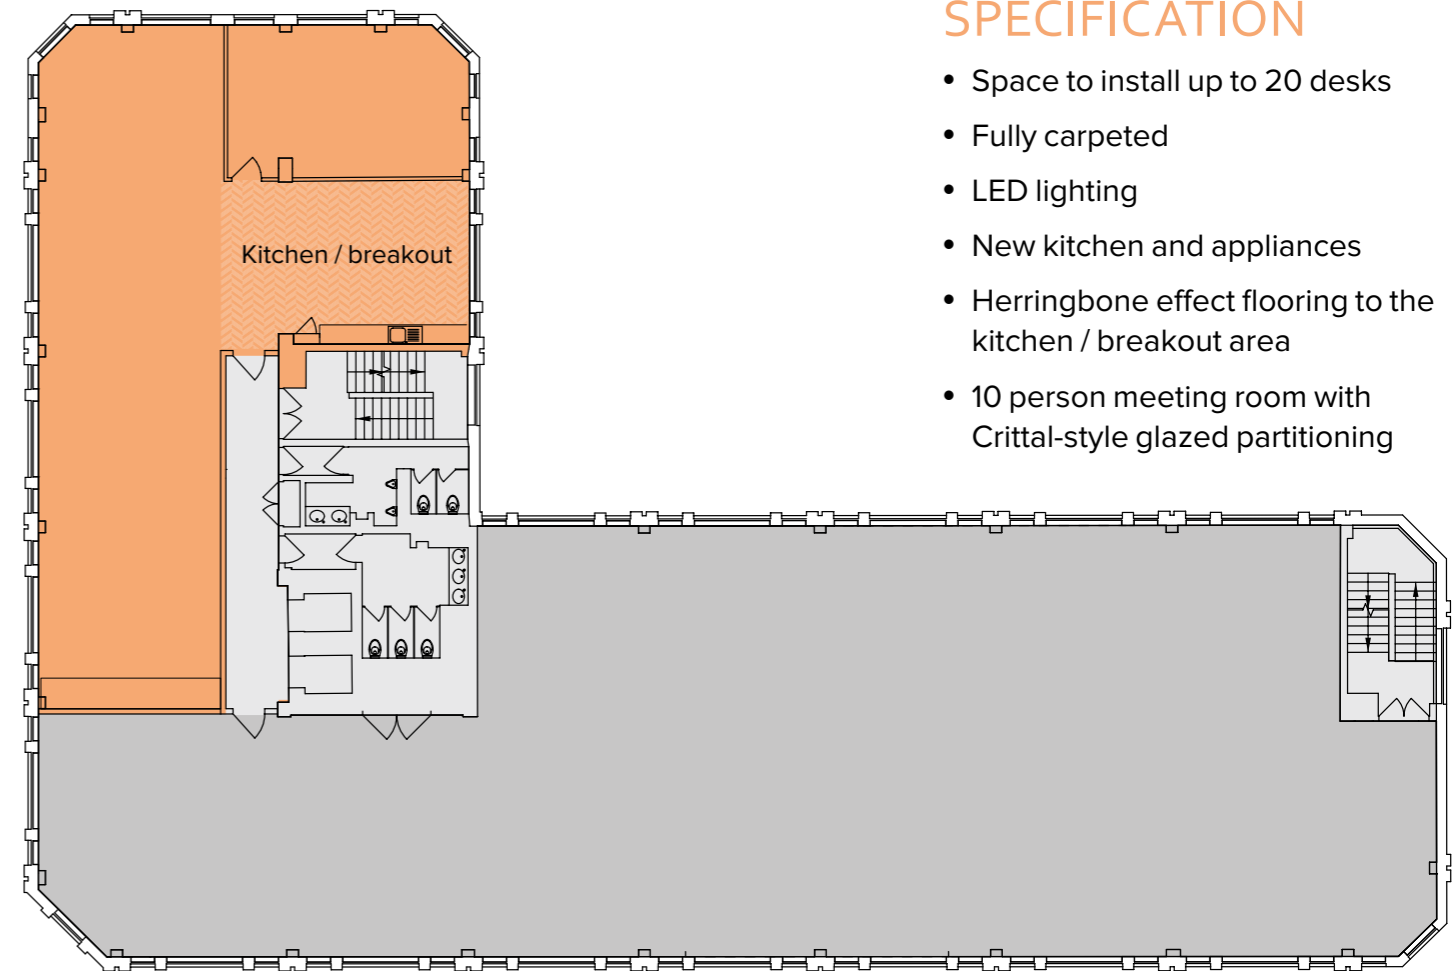 SPECIFICATION
• Space to install up to 20 desks
• Fully carpeted
• LED lighting
• New kitchen and appliances
• Herringbone effect flooring to the
kitchen / breakout area
• 10 person meeting room with
Crittal-style glazed partitioning
Kitchen / breakout